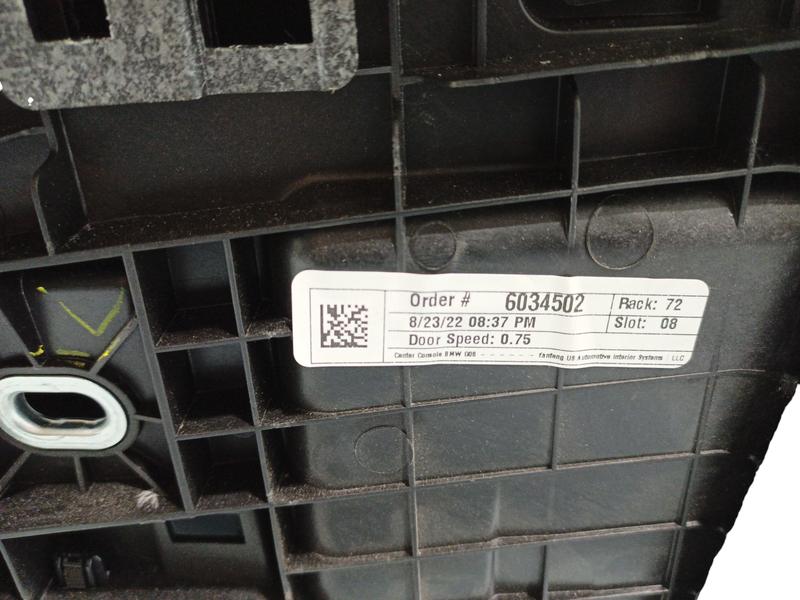 Order # 6034502 Rack: 72
8/23/22 08:37 PM Slot: 08
Door Speed: 0.75
Center Console BMW G08 - - - - - - - Yanfeng US Automotive Interior Systems I LLC